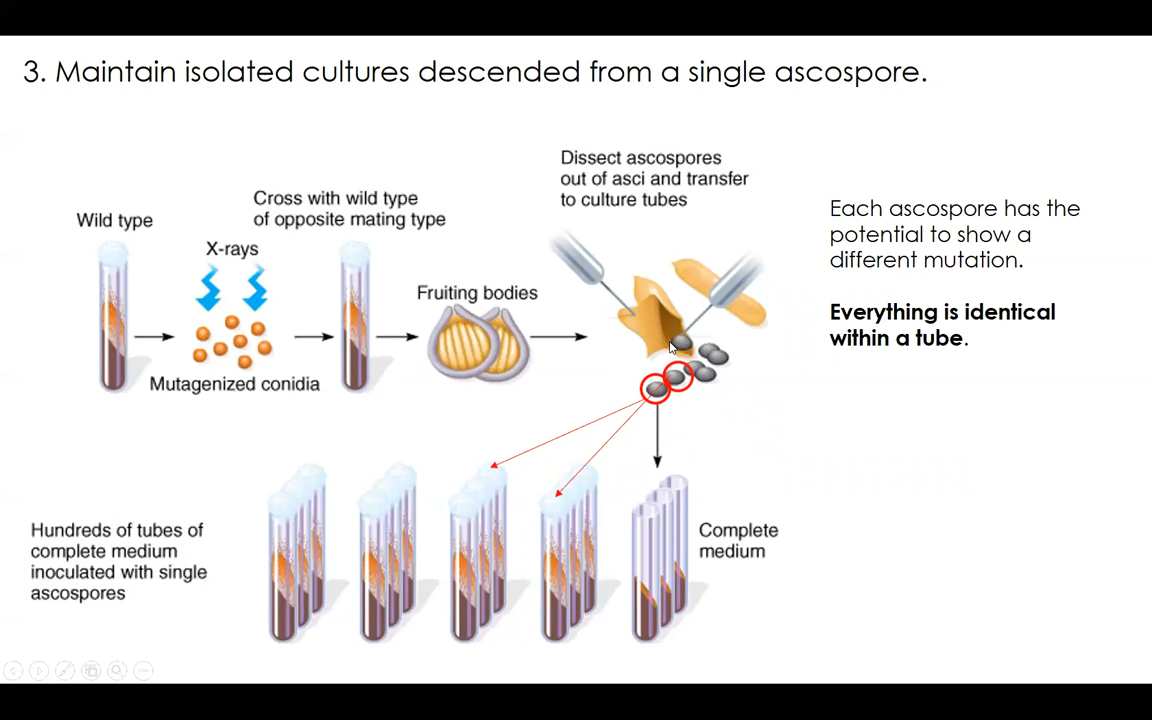 3. Maintain isolated cultures descended from a single ascospore.
Dissect ascospores
out of asci and transfer
to culture tubes
Cross with wild type
of opposite mating type
Wild type
X-rays
Fruiting bodies
Mutagenized conidia
Each ascospore has the
potential to show a
different mutation.
Everything is identical
within a tube.
Hundreds of tubes of
complete medium
inoculated with single
ascospores
Complete
medium